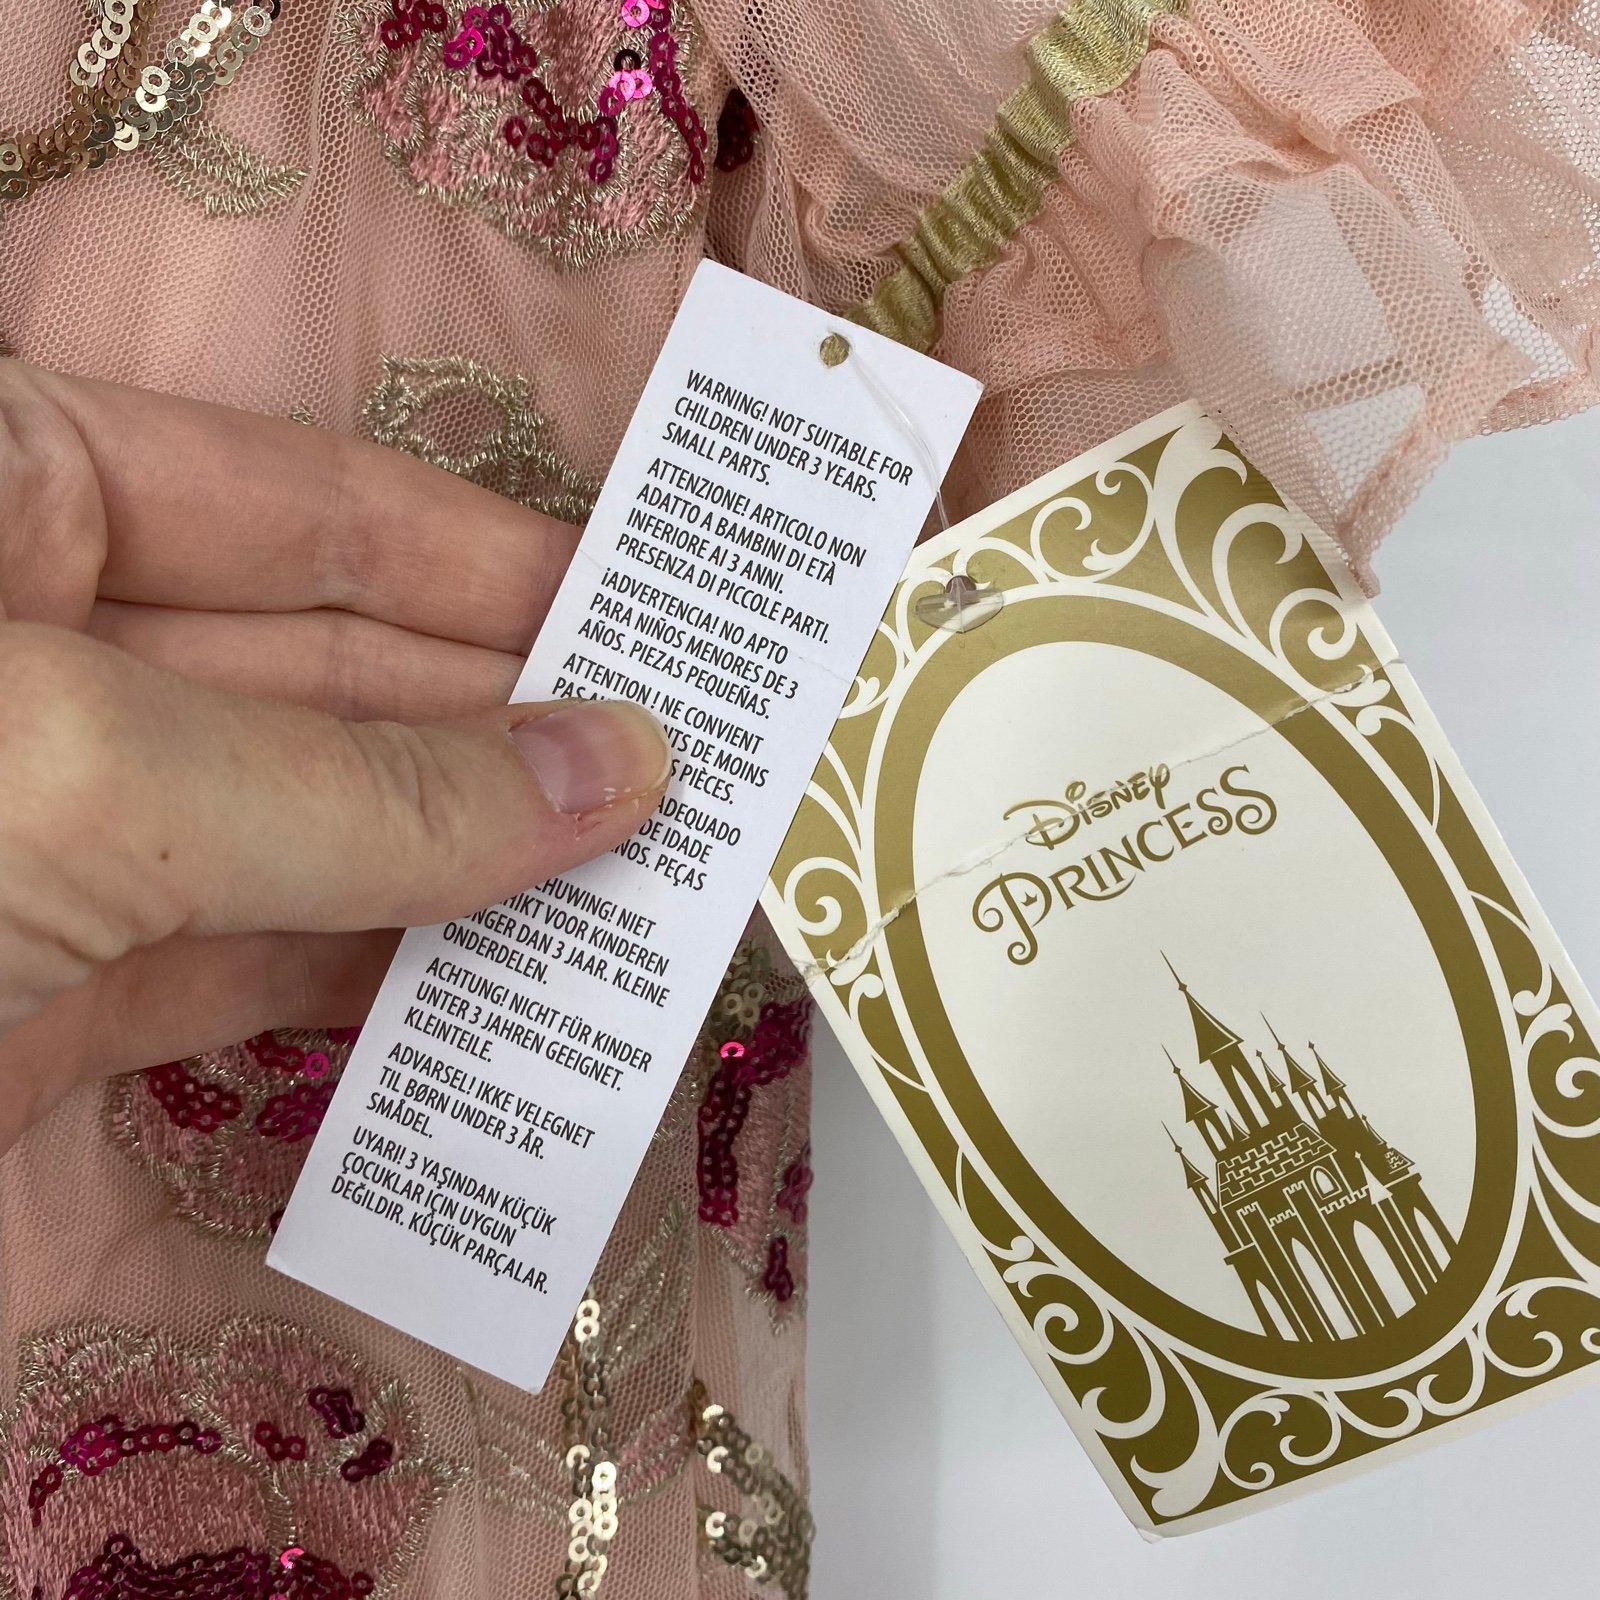 WARNING! NOT SUITABLE FOR
CHILDREN UNDER 3 YEARS.
SMALL PARTS.
ATTENZIONE! ARTICOLO NON
ADATTO A BAMBINI DI ETÀ
INFERIORE AI 3 ANNI.
PRESENZA DI PICCOLE PARTI.
¡ADVERTENCIA! NO APTO
PARA NIÑOS MENORES DE 3
AÑOS. PIEZAS PEQUEÑAS.
ATTENTION ! NE CONVIENT
PAS DE MOINS
PIÈCES.
DE IDADE
PEÇAS
NIET
VOOR KINDEREN
DAN 3 JAAR. KLEINE
ONDERDELEN.
ACHTUNG! NICHT FÜR KINDER
UNTER 3 JAHREN GEEIGNET.
KLEINTEILE.
ADVARSEL! IKKE VELEGNET
TIL BØRN UNDER 3 ÅR.
SMÅDEL.
UYARI! 3 YAŞINDAN KÜÇÜK
ÇOCUKLAR IÇIN UYGUN
DEĞILDIR. KÜÇÜK PARÇALAR.
Disney
PRINCESS